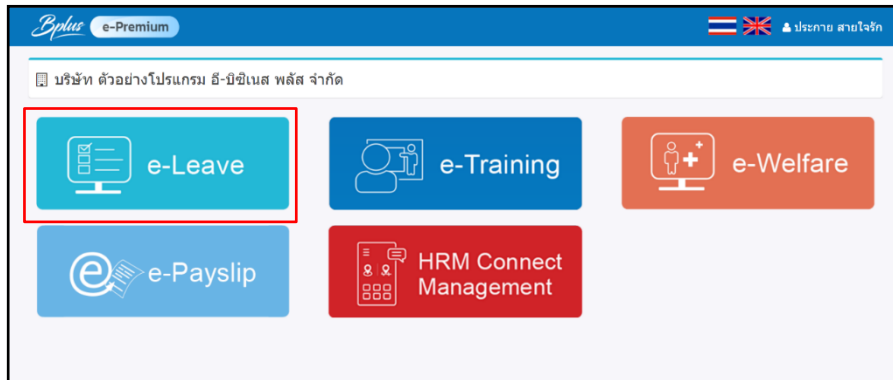 Bplus e-Premium ประกาย สายใจรัก
บริษัท ตัวอย่างโปรแกรม อี-บิซิเนส พลัส จำกัด
e-Leave
e-Training
e-Welfare
e-Payslip
HRM Connect
Management